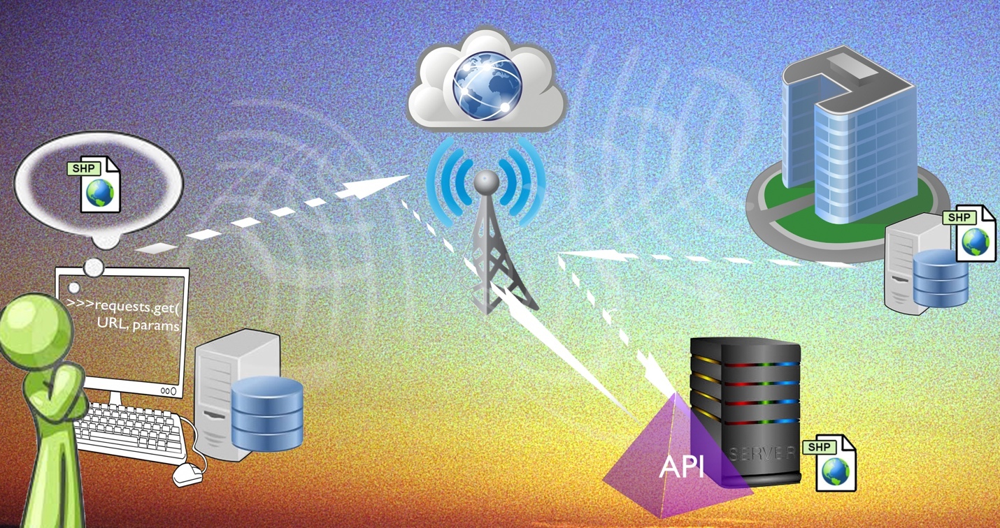 SHP
SHP
>>>requests.get(
URL, params
SERVER
API
SHP